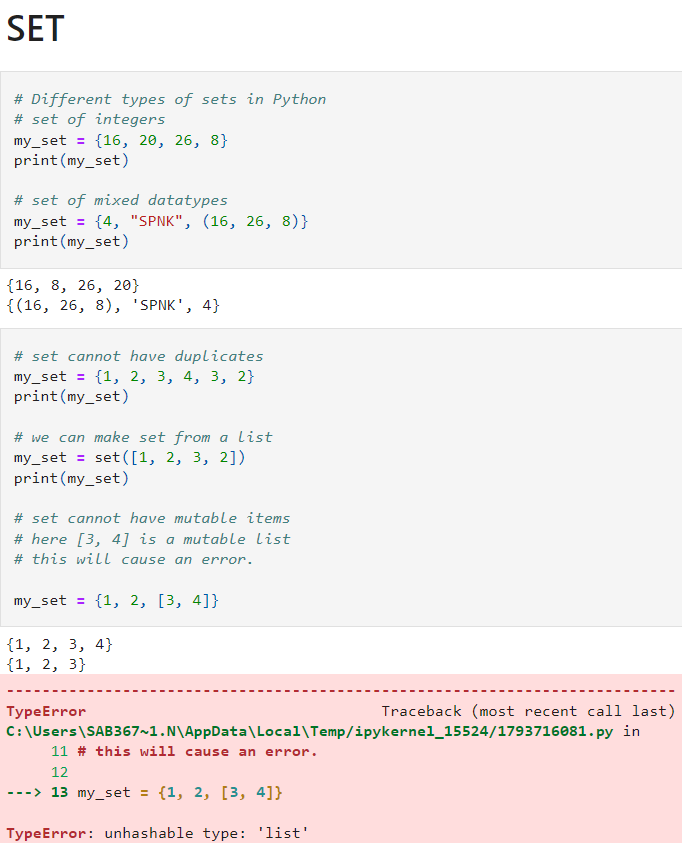 SET
# Different types of sets in Python
# set of integers
my_set = {16, 20, 26, 8}
print(my_set)
# set of mixed datatypes
my_set = {4, "SPNK", (16, 26, 8)}
print(my_set)
{16, 8, 26, 20}
{(16, 26, 8), 'SPNK', 4}
# set cannot have duplicates
my_set = {1, 2, 3, 4, 3, 2}
print(my_set)
# we can make set from a list
my_set = set([1, 2, 3, 2])
print(my_set)
# set cannot have mutable items
# here [3, 4] is a mutable list
# this will cause an error.
my_set = {1, 2, [3, 4]}
{1, 2, 3, 4}
{1, 2, 3}
---------------------------------------------------------------------------
TypeError Traceback (most recent call last)
C:\Users\SAB367~1.N\AppData\Local\Temp/ipykernel_15524/1793716081.py in
11 # this will cause an error.
12
---> 13 my_set = {1, 2, [3, 4]}
TypeError: unhashable type: 'list'